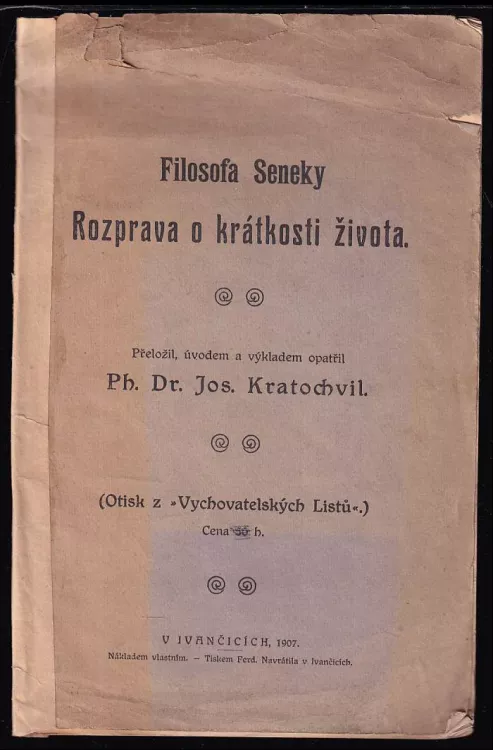 Filosofa Seneky
Rozprava o krátkosti života.
Přeložil, úvodem a výkladem opatřil
Ph. Dr. Jos. Kratochvil.
(Otisk z »Vychovatelských Listů«.)
Cena h.
V IVANČICÍCH, 1907.
Nákladem vlastním. — Tiskem Ferd. Navrátila v Ivančicích.